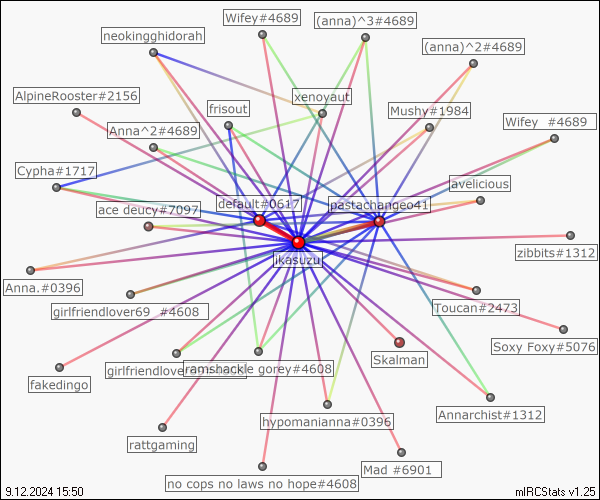 Wifey#4689
(anna)^3#4689
neokingghidorah
(anna)^2#4689
AlpineRooster#2156
xenoyaut
frisout
Mushy#1984
Wifey  #4689
Anna^2#4689
Cypha#1717
avelicious
default#0617
pastachangeo41
ace deucy#7097
zibbits#1312
ikasuzu
Anna.#0396
Toucan#2473
girlfriendlover69  #4608
Soxy Foxy#5076
Skalman
ramshackle gorey#4608
fakedingo
Annarchist#1312
hypomanianna#0396
rattgaming
Mad #6901
no cops no laws no hope#4608
9.12.2024 15:50
mIRCStats v1.25